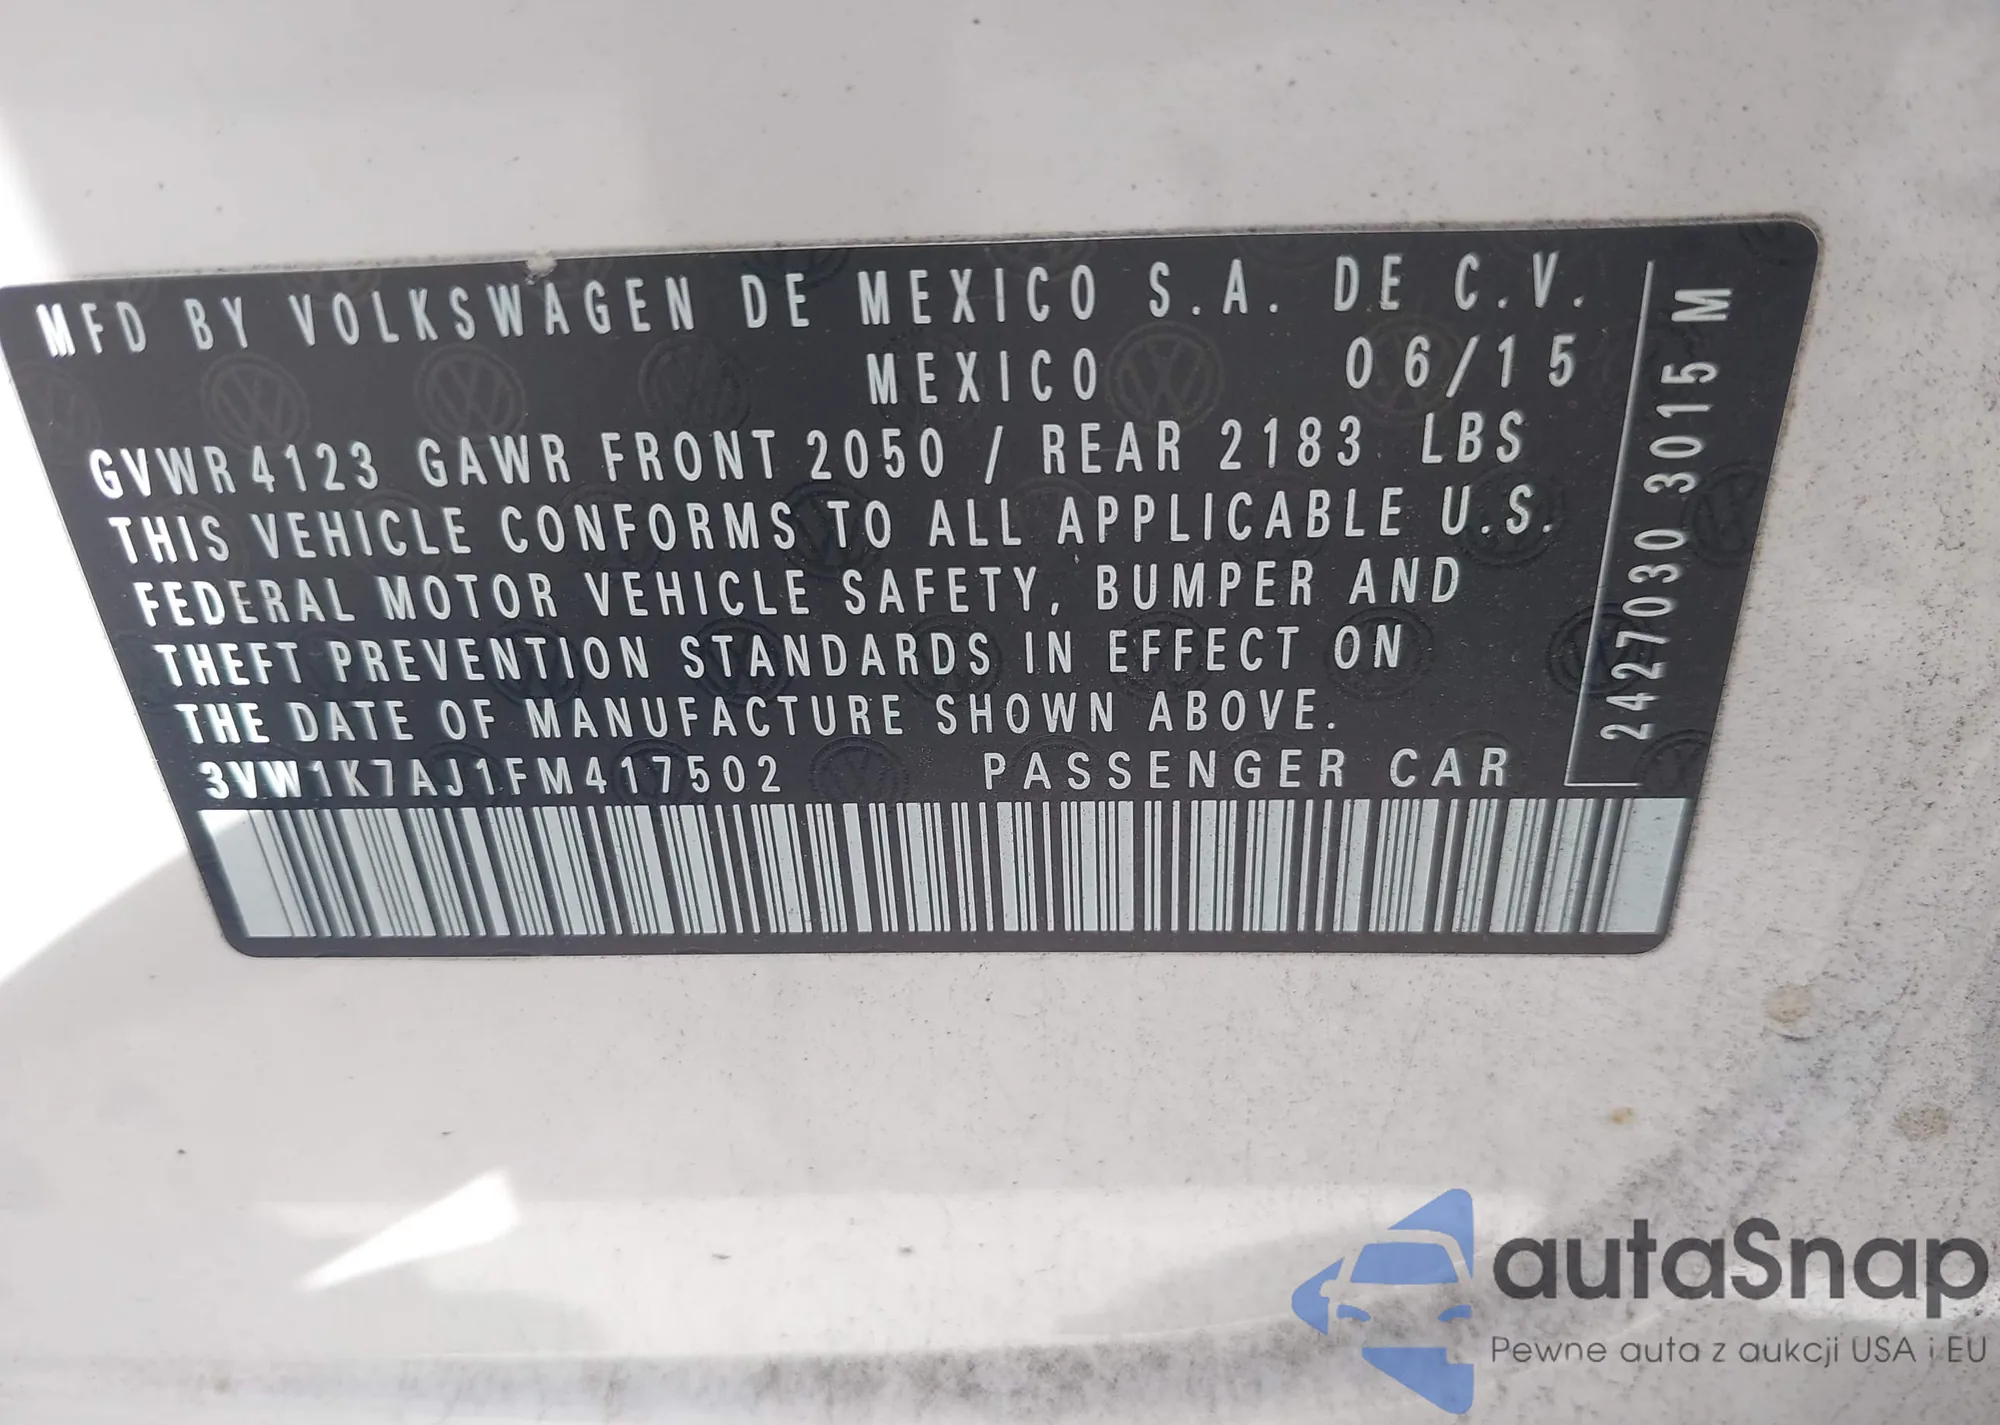 MFD BY VOLKSWAGEN DE MEXICO S.A. DE C.V.
MEXICO 06/15
GVWR 4123 GAWR FRONT 2050 / REAR 2183 LBS
THIS VEHICLE CONFORMS TO ALL APPLICABLE U.S.
FEDERAL MOTOR VEHICLE SAFETY, BUMPER AND
THEFT PREVENTION STANDARDS IN EFFECT ON
THE DATE OF MANUFACTURE SHOWN ABOVE.
3VW1K7AJ1FM417502 PASSENGER CAR
2427030 3015 M
autaSnap
Pewne auta z aukcji USA i EU